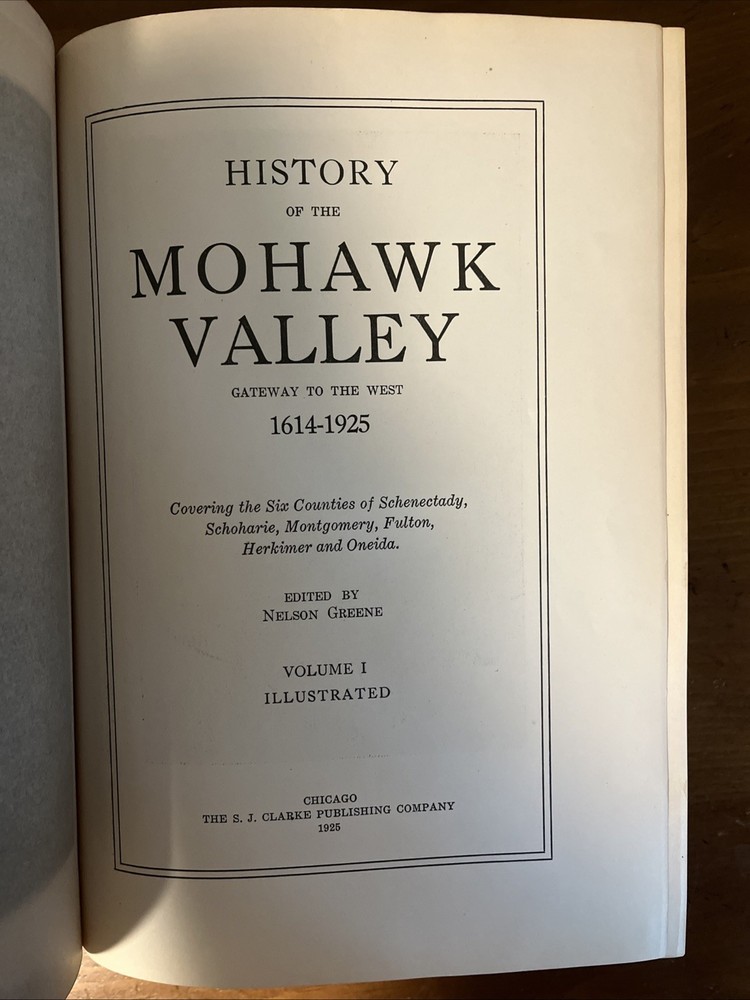 HISTORY
OF THE
MOHAWK
VALLEY
GATEWAY TO THE WEST
1614-1925
Covering the Six Counties of Schenectady,
Schoharie, Montgomery, Fulton,
Herkimer and Oneida.
EDITED BY
NELSON GREENE
VOLUME I
ILLUSTRATED
CHICAGO
THE S. J. CLARKE PUBLISHING COMPANY
1925